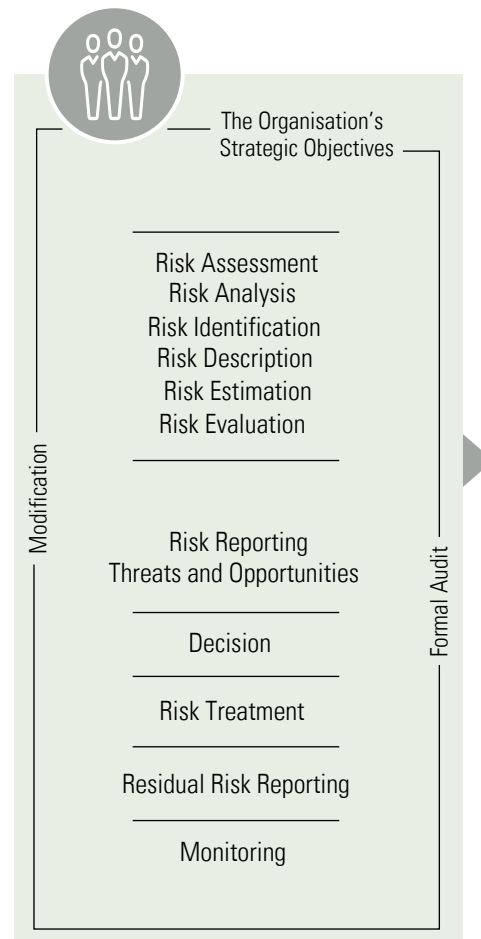 The Organisation's
Strategic Objectives
Risk Assessment
Risk Analysis
Risk Identification
Risk Description
Risk Estimation
Risk Evaluation
Modification
Risk Reporting
Threats and Opportunities
Formal Audit
Decision
Risk Treatment
Residual Risk Reporting
Monitoring